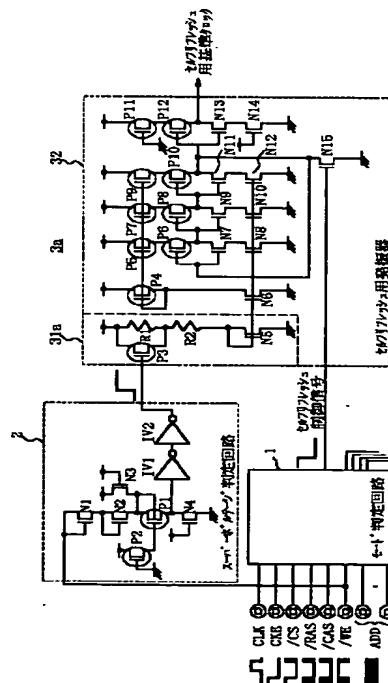 CLK
CKE
/CS
/RAS
/CAS
/WE
ADD
モード判定回路
1
セルフリフレッシュ
制御信号
2
スーパーボルテージ判定回路
N1
N2
N3
P1
P2
N4
IV1
IV2
31a
P3
R1
R2
N5
3a
32
P4
N6
P5
P6
N7
N8
P7
P8
N9
N10
P9
P10
N11
N12
P11
P12
N13
N14
N15
セルフリフレッシュ用発振器
セルフリフレッシュ
用基準クロック